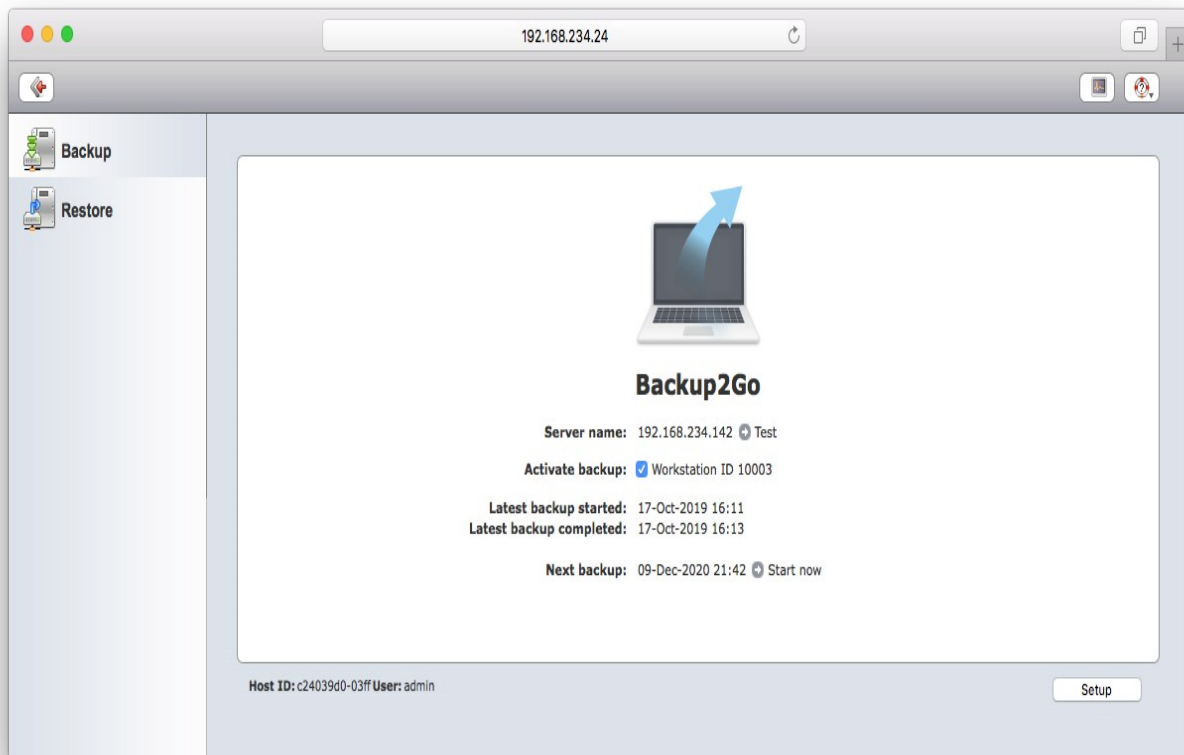 192.168.234.24
Backup
Restore
Backup2Go
Server name: 192.168.234.142 Test
Activate backup: Workstation ID 10003
Latest backup started: 17-Oct-2019 16:11
Latest backup completed: 17-Oct-2019 16:13
Next backup: 09-Dec-2020 21:42 Start now
Host ID: c24039d0-03ff User: admin
Setup